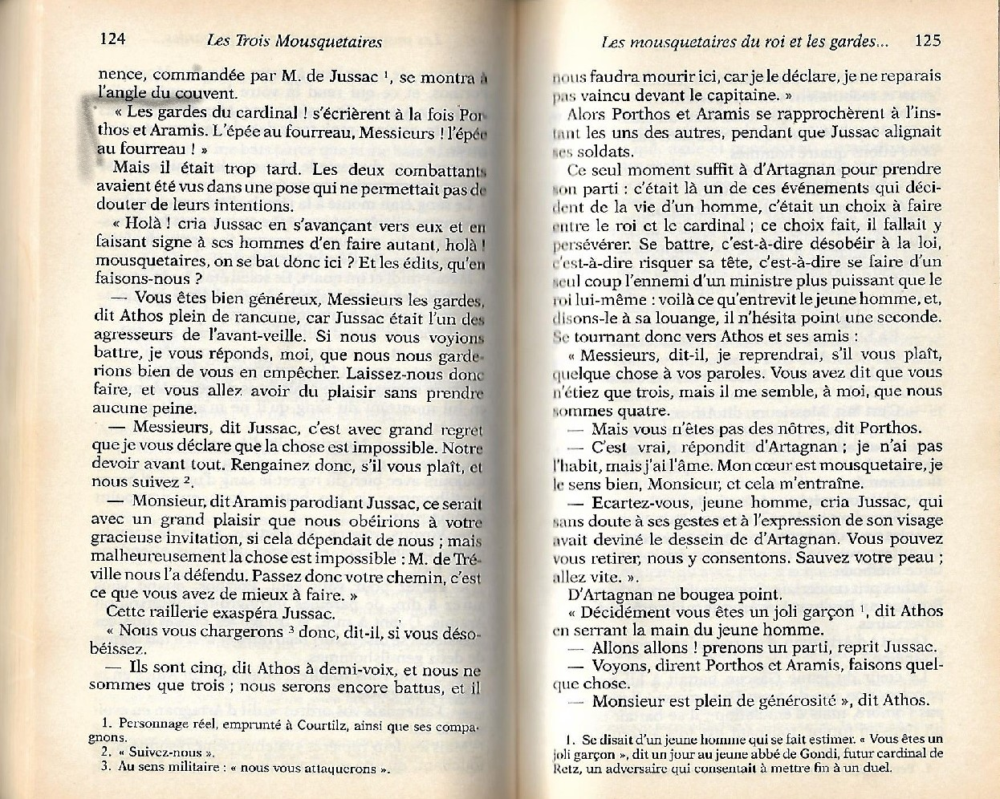 124 Les Trois Mousquetaires
nence, commandée par M. de Jussac ¹, se montra à
l'angle du couvent.
« Les gardes du cardinal ! s'écrièrent à la fois Por-
thos et Aramis. L'épée au fourreau, Messieurs ! l'épée
au fourreau ! »
Mais il était trop tard. Les deux combattants
avaient été vus dans une pose qui ne permettait pas de
douter de leurs intentions.
« Holà ! cria Jussac en s'avançant vers eux et en
faisant signe à ses hommes d'en faire autant, holà !
mousquetaires, on se bat donc ici ? Et les édits, qu'en
faisons-nous ?
— Vous êtes bien généreux, Messieurs les gardes,
dit Athos plein de rancune, car Jussac était l'un des
agresseurs de l'avant-veille. Si nous vous voyions
battre, je vous réponds, moi, que nous nous garde-
rions bien de vous en empêcher. Laissez-nous donc
faire, et vous allez avoir du plaisir sans prendre
aucune peine.
— Messieurs, dit Jussac, c'est avec grand regret
que je vous déclare que la chose est impossible. Notre
devoir avant tout. Rengainez donc, s'il vous plaît, et
nous suivez ².
— Monsieur, dit Aramis parodiant Jussac, ce serait
avec un grand plaisir que nous obéirions à votre
gracieuse invitation, si cela dépendait de nous ; mais
malheureusement la chose est impossible : M. de Tré-
ville nous l'a défendu. Passez donc votre chemin, c'est
ce que vous avez de mieux à faire. »
Cette raillerie exaspéra Jussac.
« Nous vous chargerons ³ donc, dit-il, si vous déso-
béissez.
— Ils sont cinq, dit Athos à demi-voix, et nous ne
sommes que trois ; nous serons encore battus, et il
1. Personnage réel, emprunté à Courtilz, ainsi que ses compa-
gnons.
2. « Suivez-nous ».
3. Au sens militaire : « nous vous attaquerons ».
Les mousquetaires du roi et les gardes... 125
nous faudra mourir ici, car je le déclare, je ne reparais
pas vaincu devant le capitaine. »
Alors Porthos et Aramis se rapprochèrent à l'ins-
tant les uns des autres, pendant que Jussac alignait
ses soldats.
Ce seul moment suffit à d'Artagnan pour prendre
son parti : c'était là un de ces événements qui déci-
dent de la vie d'un homme, c'était un choix à faire
entre le roi et le cardinal ; ce choix fait, il fallait y
persévérer. Se battre, c'est-à-dire désobéir à la loi,
c'est-à-dire risquer sa tête, c'est-à-dire se faire d'un
seul coup l'ennemi d'un ministre plus puissant que le
roi lui-même : voilà ce qu'entrevit le jeune homme, et,
disons-le à sa louange, il n'hésita point une seconde.
Se tournant donc vers Athos et ses amis :
« Messieurs, dit-il, je reprendrai, s'il vous plaît,
quelque chose à vos paroles. Vous avez dit que vous
n'étiez que trois, mais il me semble, à moi, que nous
sommes quatre.
— Mais vous n'êtes pas des nôtres, dit Porthos.
— C'est vrai, répondit d'Artagnan ; je n'ai pas
l'habit, mais j'ai l'âme. Mon cœur est mousquetaire, je
le sens bien, Monsieur, et cela m'entraîne.
— Ecartez-vous, jeune homme, cria Jussac, qui
sans doute à ses gestes et à l'expression de son visage
avait deviné le dessein de d'Artagnan. Vous pouvez
vous retirer, nous y consentons. Sauvez votre peau ;
allez vite. ».
D'Artagnan ne bougea point.
« Décidément vous êtes un joli garçon ¹, dit Athos
en serrant la main du jeune homme.
— Allons allons ! prenons un parti, reprit Jussac.
— Voyons, dirent Porthos et Aramis, faisons quel-
que chose.
— Monsieur est plein de générosité », dit Athos.
1. Se disait d'un jeune homme qui se fait estimer. « Vous êtes un
joli garçon », dit un jour au jeune abbé de Gondi, futur cardinal de
Retz, un adversaire qui consentait à mettre fin à un duel.